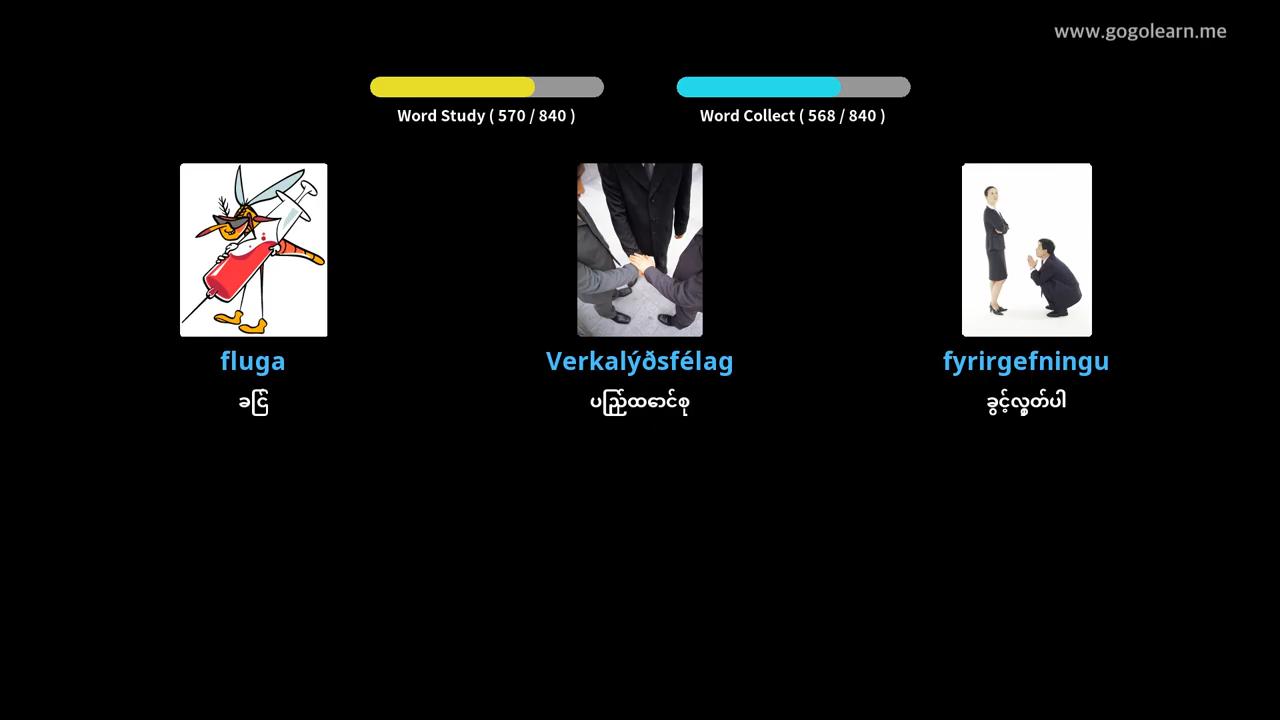 www.gogolearn.me
Word Study ( 570 / 840 )
Word Collect ( 568 / 840 )
fluga
Verkalýðsfélag
fyrirgefningu
ခြင်
ပြည်ထောင်စု
ခွင့်လွှတ်ပါ